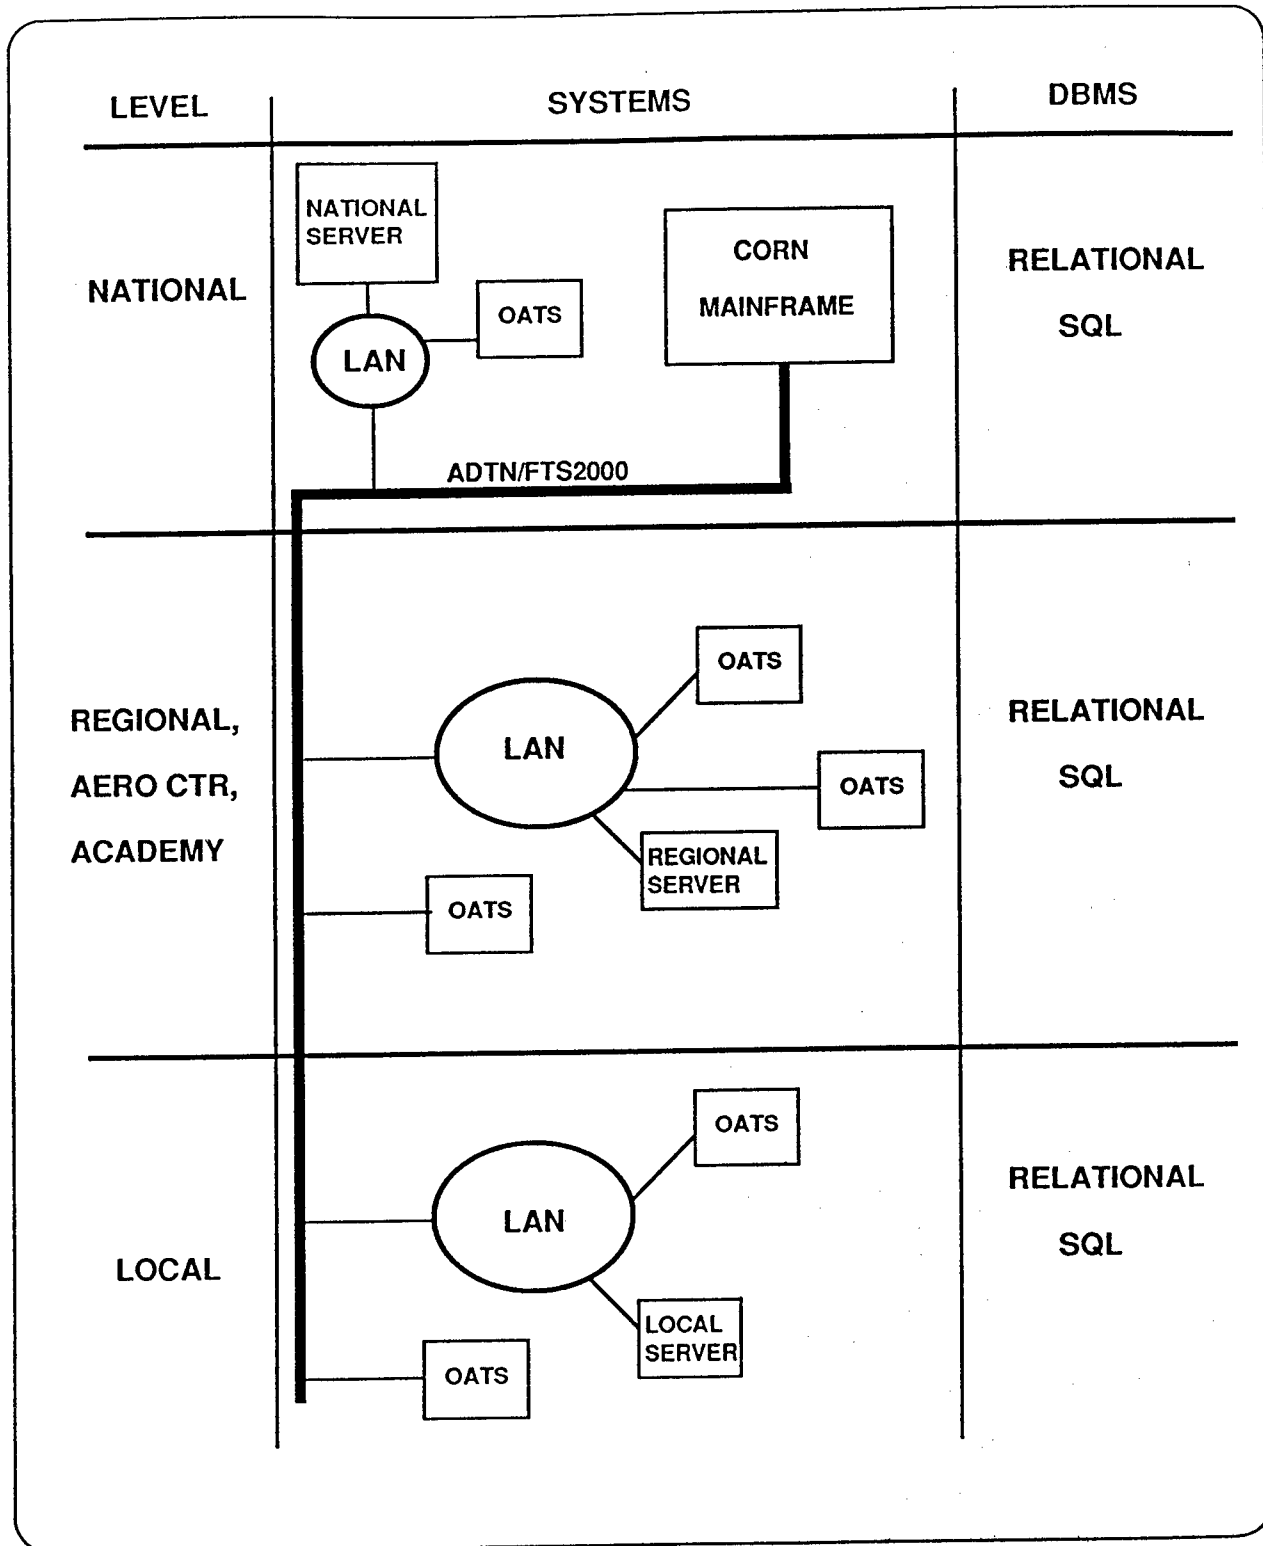 LEVEL
SYSTEMS
DBMS
NATIONAL
NATIONAL
SERVER
LAN
OATS
CORN
MAINFRAME
ADTN/FTS2000
RELATIONAL
SQL
REGIONAL,
AERO CTR,
ACADEMY
LAN
OATS
OATS
REGIONAL
SERVER
OATS
RELATIONAL
SQL
LOCAL
LAN
OATS
LOCAL
SERVER
OATS
RELATIONAL
SQL